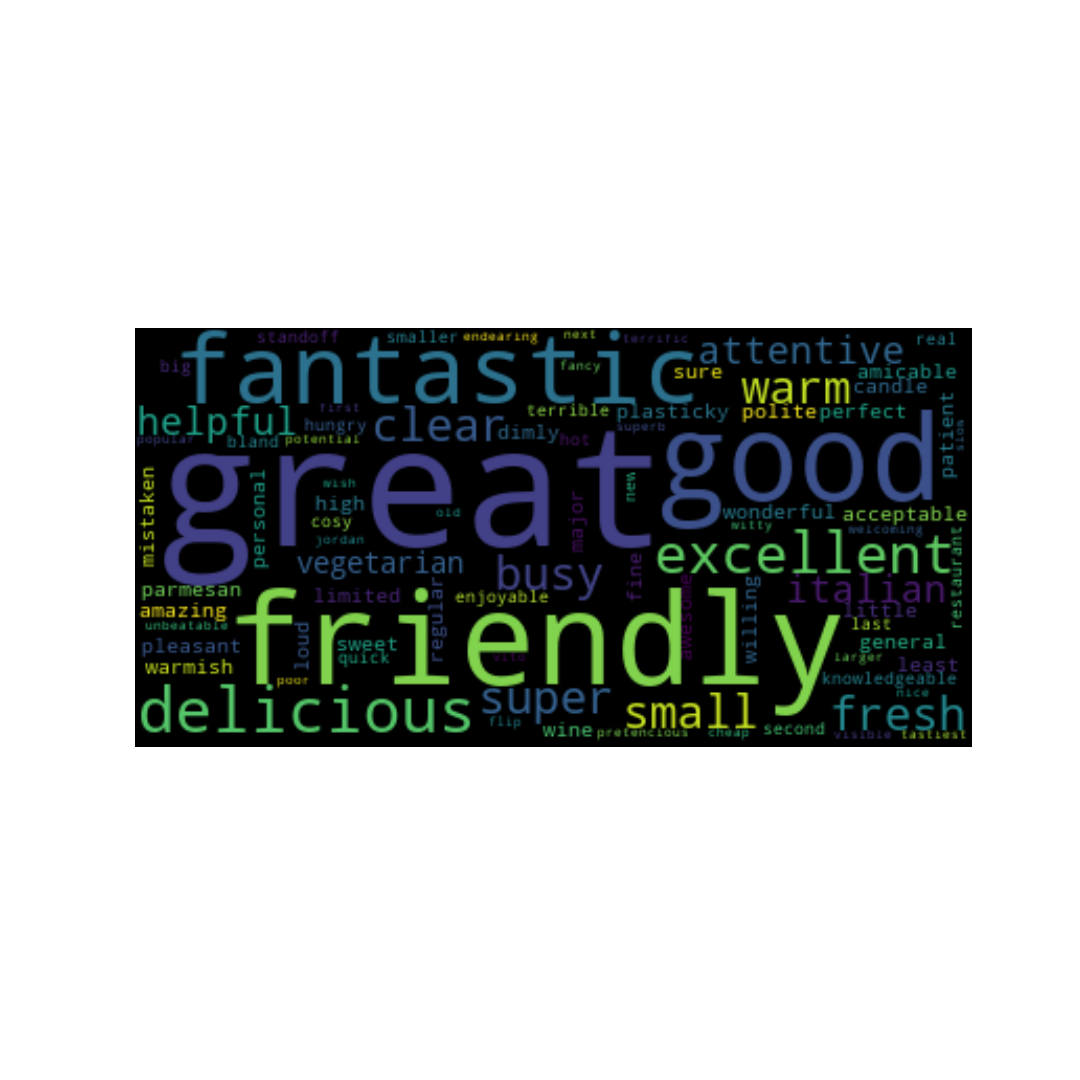 standoff smaller endearing next terrific real
fantastic attentive
big fancy sure warm amicable candle
helpful first hungry clear terrible plasticky polite perfect
popular bland potential dimly hot superb patient slow
great good
mistaken personal wish high cosy old jordan major new wonderful acceptable witty welcoming
vegetarian busy fine excellent restaurant
parmesan limited regular enjoyable awesome willing italian
amazing friendly little last
unbeatable loud sweet general
pleasant quick vito Larger least
warmish poor knowledgeable
delicious super small nice fresh
flip wine pretencious cheap second visible tastiest